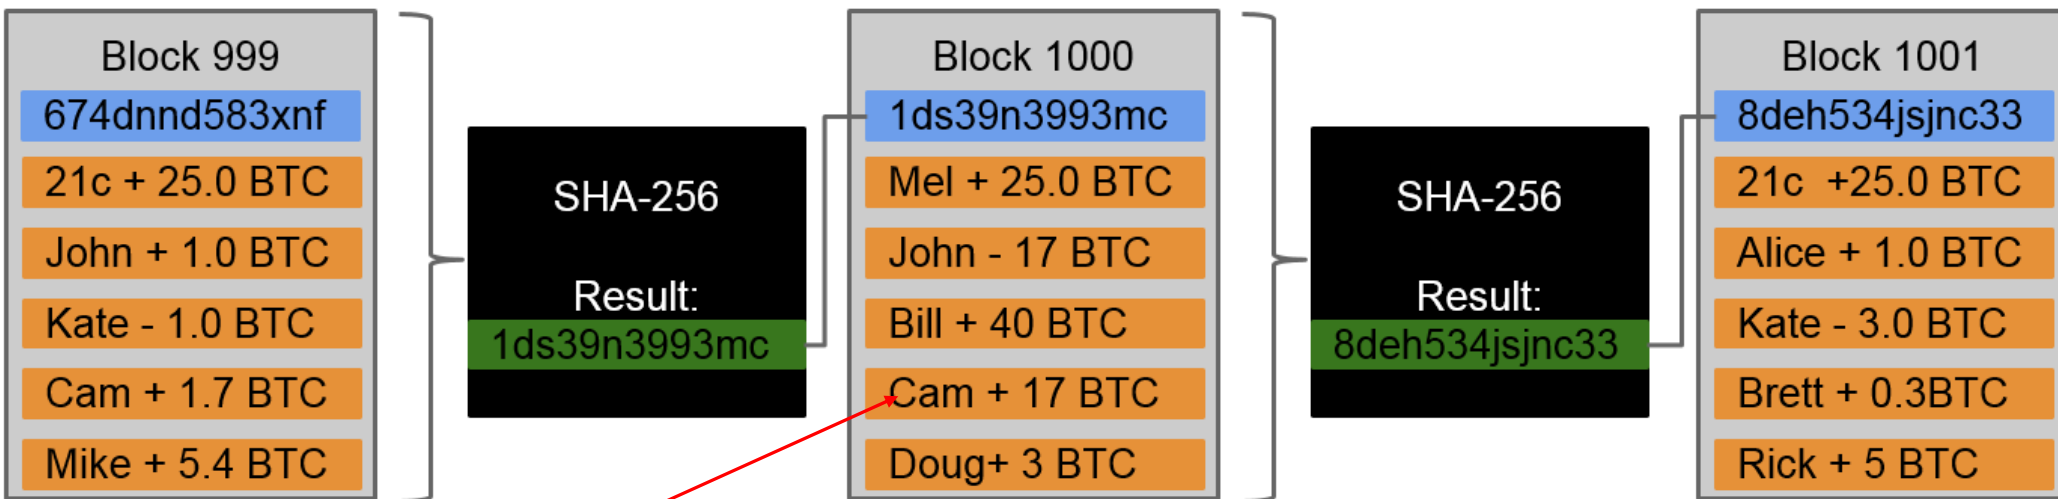 Block 999
674dnnd583xnf
21c + 25.0 BTC
John + 1.0 BTC
Kate - 1.0 BTC
Cam + 1.7 BTC
Mike + 5.4 BTC
SHA-256
Result:
1ds39n3993mc
Block 1000
1ds39n3993mc
Mel + 25.0 BTC
John - 17 BTC
Bill + 40 BTC
Cam + 17 BTC
Doug+ 3 BTC
SHA-256
Result:
8deh534jsjnc33
Block 1001
8deh534jsjnc33
21c  +25.0 BTC
Alice + 1.0 BTC
Kate - 3.0 BTC
Brett + 0.3BTC
Rick + 5 BTC